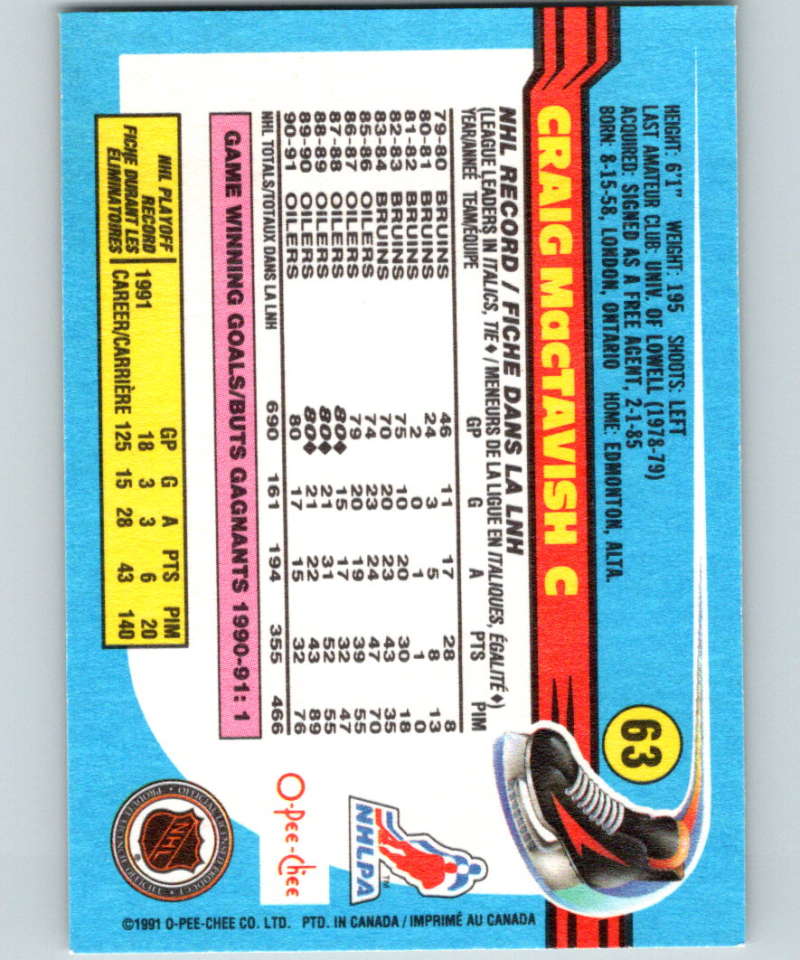 63
HEIGHT: 6'1" WEIGHT: 195 SHOOTS: LEFT
LAST AMATEUR CLUB: UNIV. OF LOWELL (1978-79)
ACQUIRED: SIGNED AS A FREE AGENT, 2-1-85
BORN: 8-15-58, LONDON, ONTARIO HOME: EDMONTON, ALTA.
CRAIG MacTAVISH C
NHL RECORD / FICHE DANS LA LNH
(LEAGUE LEADERS IN ITALICS, TIE ♦ / MENEURS DE LA LIGUE EN ITALIQUES, ÉGALITÉ ♦)
YEAR/ANNÉE TEAM/ÉQUIPE GP G A PTS PIM
79-80 BRUINS 46 11 17 28 8
80-81 BRUINS 24 3 5 8 13
81-82 BRUINS 2 0 1 1 0
82-83 BRUINS 75 10 20 30 18
83-84 BRUINS 70 20 23 43 35
85-86 OILERS 74 23 24 47 70
86-87 OILERS 79 20 19 39 55
87-88 OILERS 80♦ 15 17 32 47
88-89 OILERS 80♦ 21 31 52 55
89-90 OILERS 80♦ 21 22 43 89
90-91 OILERS 80 17 15 32 76
NHL TOTALS/TOTAUX DANS LA LNH 690 161 194 355 466
GAME WINNING GOALS/BUTS GAGNANTS 1990-91: 1
NHL PLAYOFF RECORD
FICHE DURANT LES ÉLIMINATOIRES
GP G A PTS PIM
1991 18 3 3 6 20
CAREER/CARRIÈRE 125 15 28 43 140
NHLPA™
O-Pee-Chee
NHL
©1991 O-PEE-CHEE CO. LTD. PTD. IN CANADA / IMPRIMÉ AU CANADA